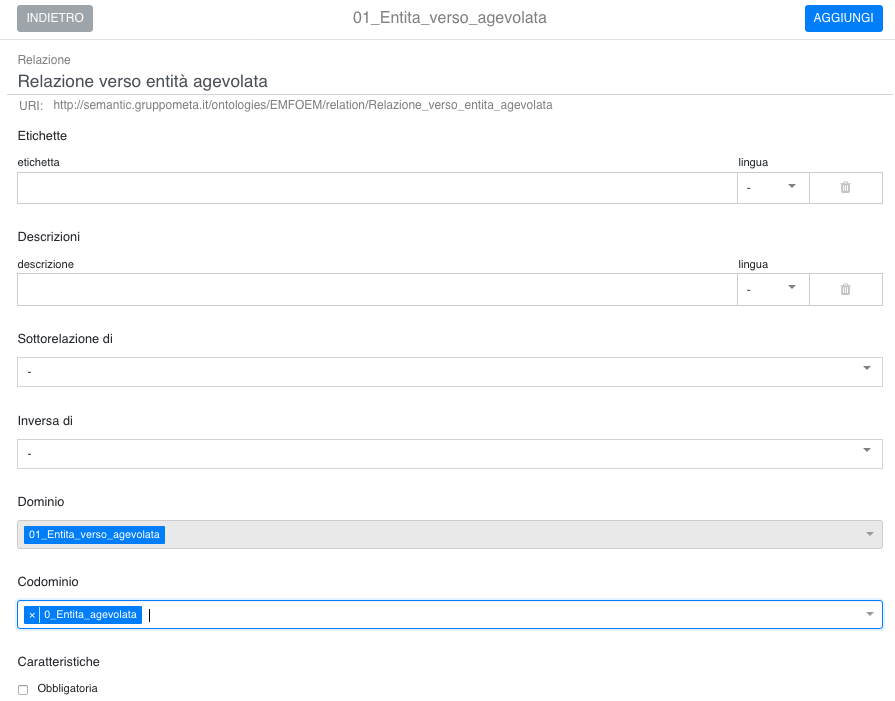 INDIETRO
01_Entita_verso_agevolata
AGGIUNGI
Relazione
Relazione verso entità agevolata
URI: http://semantic.gruppometa.it/ontologies/EMFOEM/relation/Relazione_verso_entita_agevolata
Etichette
etichetta lingua
-
Descrizioni
descrizione lingua
-
Sottorelazione di
-
Inversa di
-
Dominio
01_Entita_verso_agevolata
Codominio
× 0_Entita_agevolata
Caratteristiche
Obbligatoria